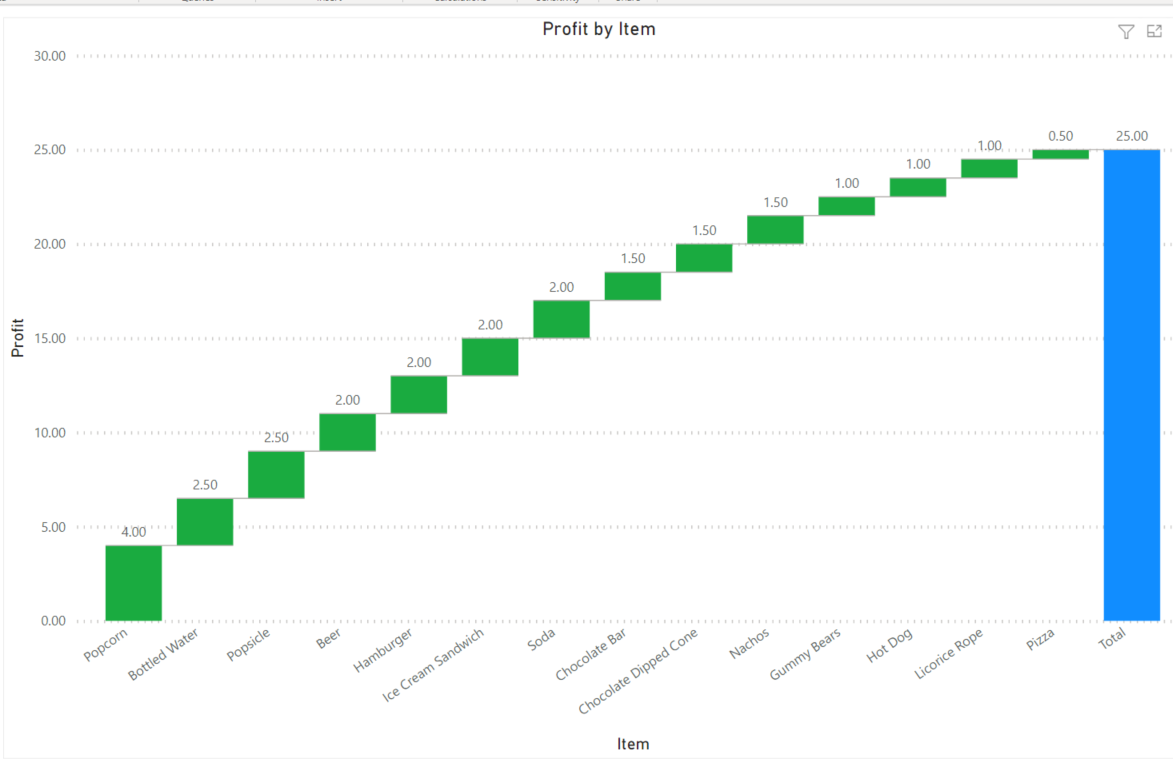 Profit by Item
30.00
25.00
20.00
15.00
10.00
5.00
0.00
Profit
4.00
2.50
2.50
2.00
2.00
2.00
2.00
1.50
1.50
1.50
1.00
1.00
1.00
0.50
25.00
Popcorn
Bottled Water
Popsicle
Beer
Hamburger
Ice Cream Sandwich
Soda
Chocolate Bar
Chocolate Dipped Cone
Nachos
Gummy Bears
Hot Dog
Licorice Rope
Pizza
Total
Item